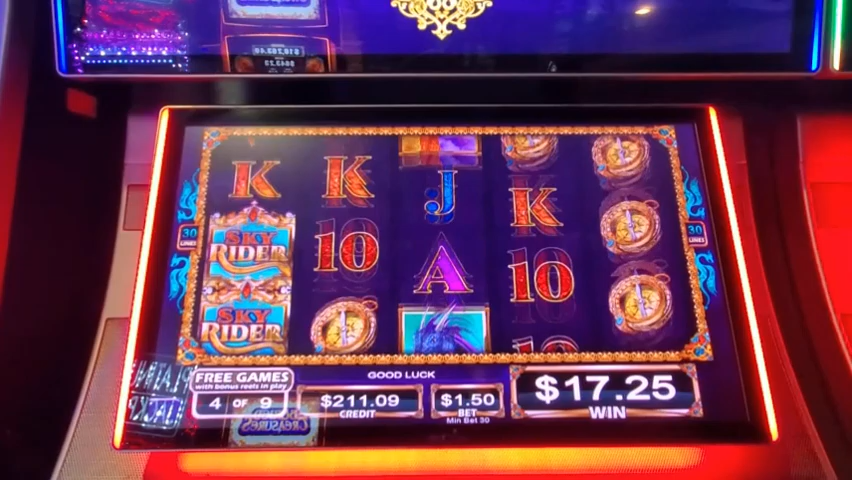 K
K
J
K
SKY
RIDER
10
A
10
SKY
RIDER
30
LINES
30
LINES
FREE GAMES
with bonus reels in play
4 OF 9
GOOD LUCK
$211.09
CREDIT
$1.50
BET
Min Bet 30
$17.25
WIN